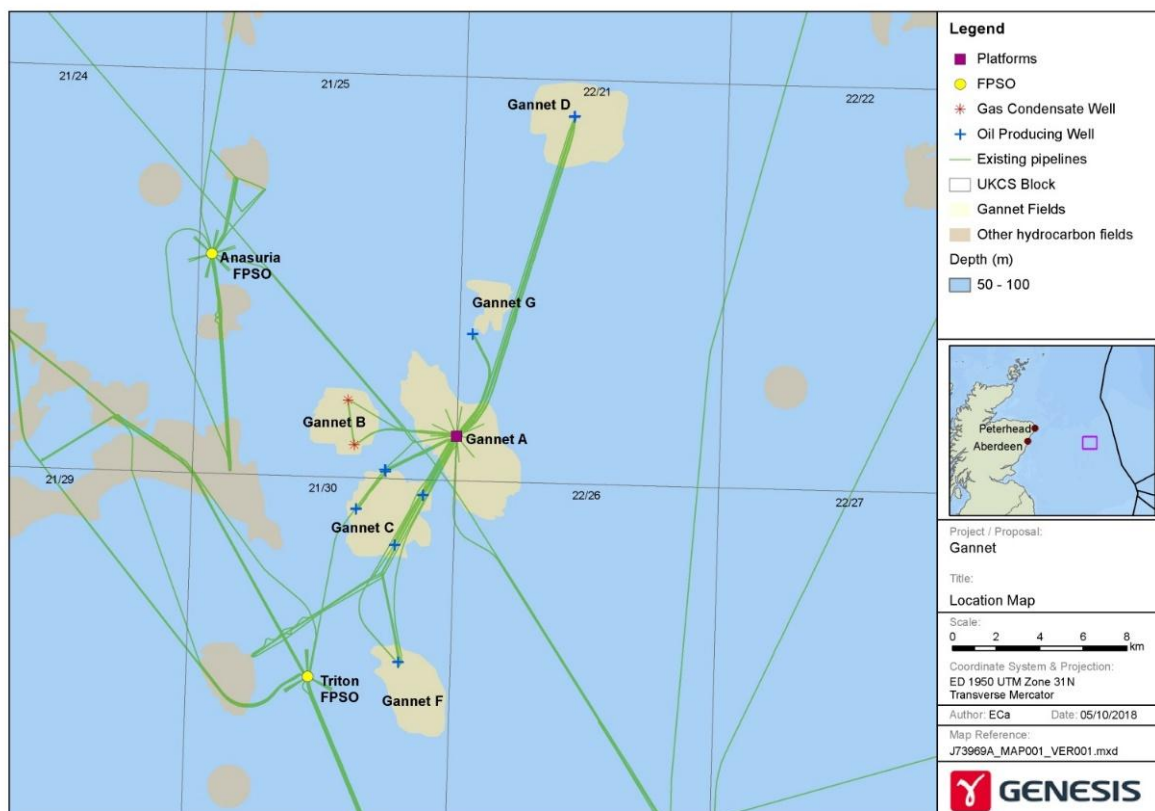 21/24
21/25
22/21
22/22
Gannet D
Anasuria
FPSO
Gannet G
Gannet B
Gannet A
21/29
21/30
22/26
22/27
Gannet C
Triton
FPSO
Gannet F
Legend
Platforms
FPSO
Gas Condensate Well
Oil Producing Well
Existing pipelines
UKCS Block
Gannet Fields
Other hydrocarbon fields
Depth (m)
50 - 100
Peterhead
Aberdeen
Project / Proposal:
Gannet
Title:
Location Map
Scale:
0 2 4 6 8
km
Coordinate System & Projection:
ED 1950 UTM Zone 31N
Transverse Mercator
Author: ECa Date: 05/10/2018
Map Reference:
J73969A_MAP001_VER001.mxd
GENESIS